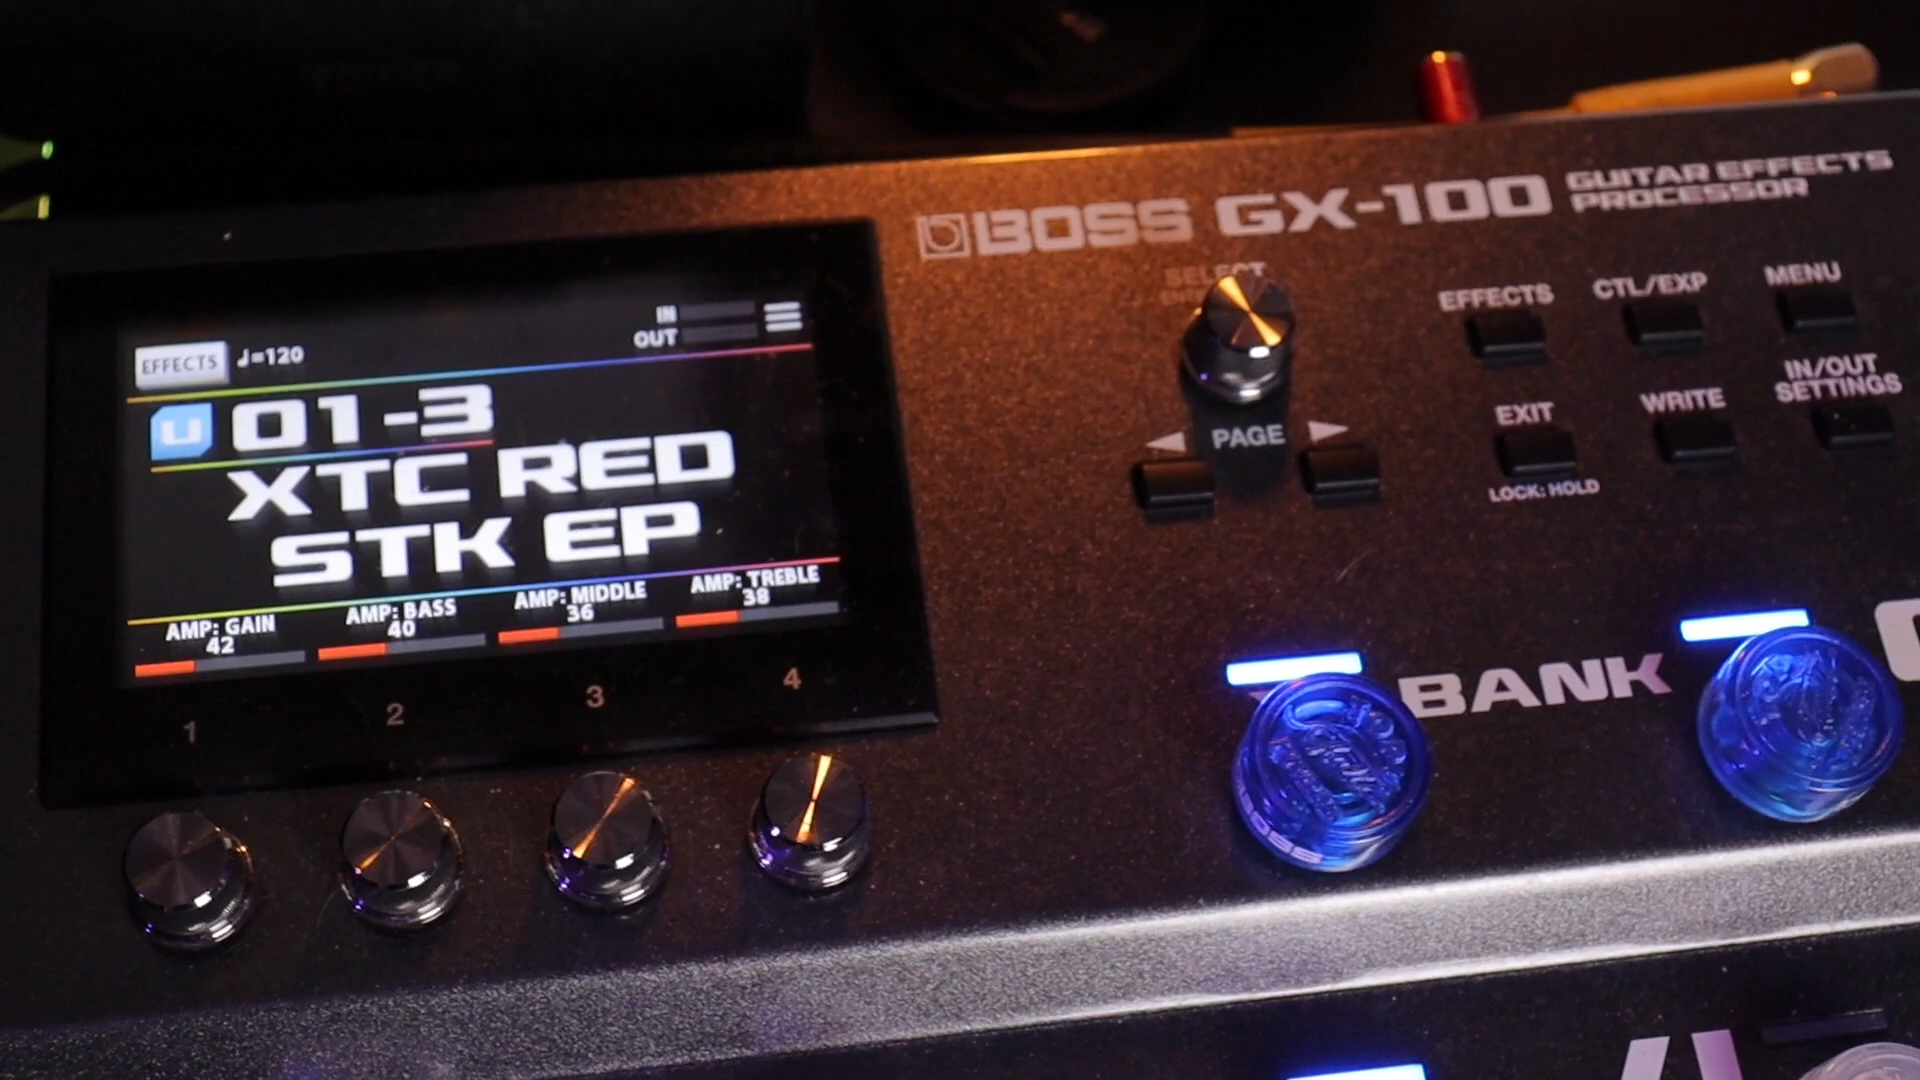 BOSS GX-100 GUITAR EFFECTS
PROCESSOR
SELECT
EFFECTS CTL/EXP MENU
EXIT WRITE IN/OUT
SETTINGS
LOCK: HOLD
PAGE
IN
OUT
EFFECTS ♩=120
U 01-3
XTC RED
STK EP
AMP: GAIN
42
AMP: BASS
40
AMP: MIDDLE
36
AMP: TREBLE
38
1 2 3 4
BANK
BOSS